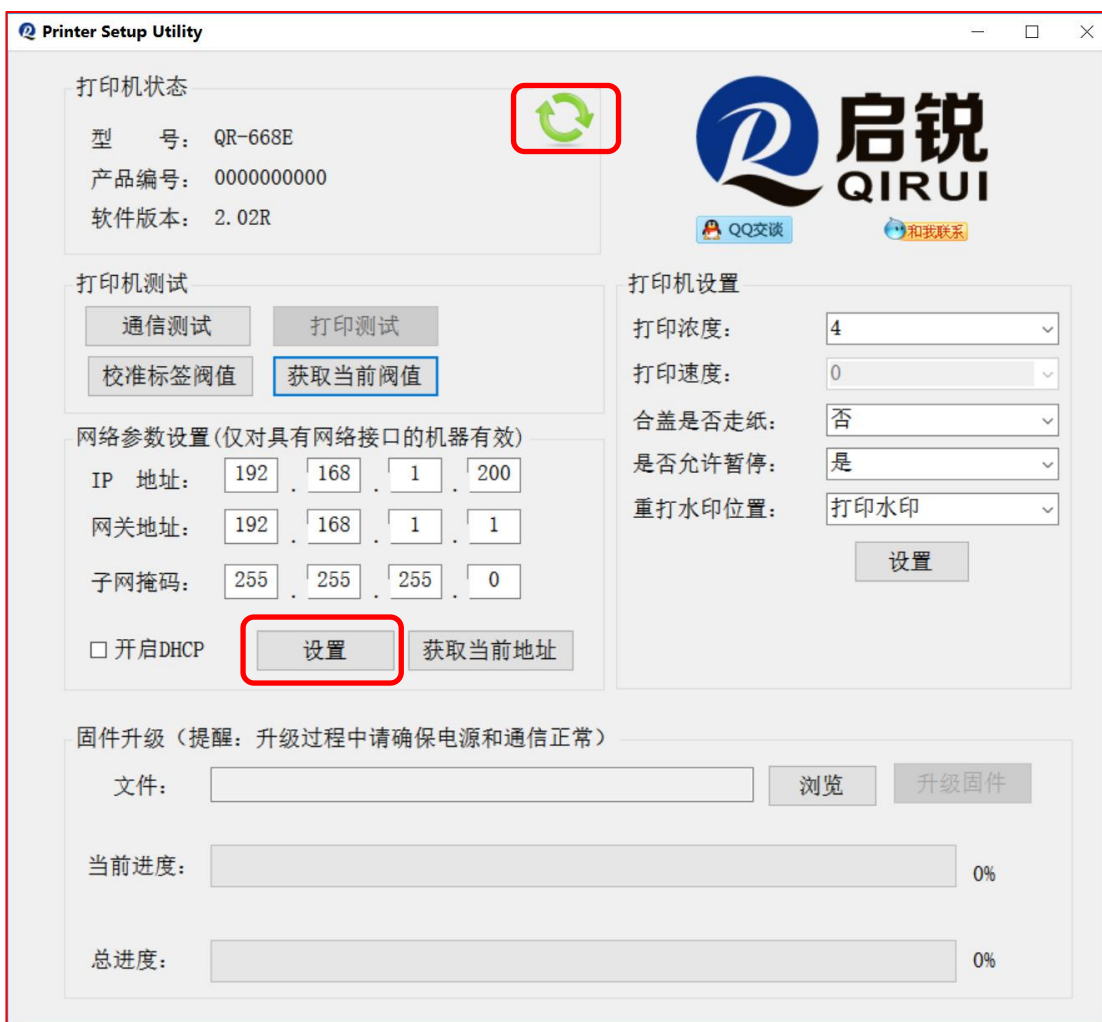 Printer Setup Utility
打印机状态
型 号: QR-668E
产品编号: 0000000000
软件版本: 2.02R
启锐
QIRUI
QQ交谈
和我联系
打印机测试
通信测试 打印测试
校准标签阀值 获取当前阀值
网络参数设置(仅对具有网络接口的机器有效)
IP 地址: 192 . 168 . 1 . 200
网关地址: 192 . 168 . 1 . 1
子网掩码: 255 . 255 . 255 . 0
开启DHCP 设置 获取当前地址
打印机设置
打印浓度: 4
打印速度: 0
合盖是否走纸: 否
是否允许暂停: 是
重打水印位置: 打印水印
设置
固件升级（提醒: 升级过程中请确保电源和通信正常）
文件: 浏览 升级固件
当前进度: 0%
总进度: 0%